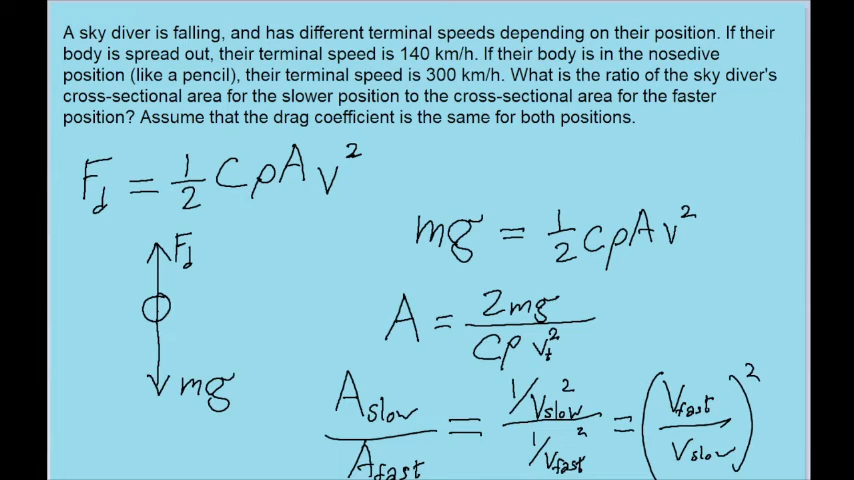 A sky diver is falling, and has different terminal speeds depending on their position. If their
body is spread out, their terminal speed is 140 km/h. If their body is in the nosedive
position (like a pencil), their terminal speed is 300 km/h. What is the ratio of the sky diver's
cross-sectional area for the slower position to the cross-sectional area for the faster
position? Assume that the drag coefficient is the same for both positions.
F_d = 1/2 CρA v^2
mg = 1/2 CρA v^2
F_d
A = 2mg / Cρ v_t^2
mg
A_slow / A_fast = (1/v_slow^2) / (1/v_fast^2) = (v_fast / v_slow)^2